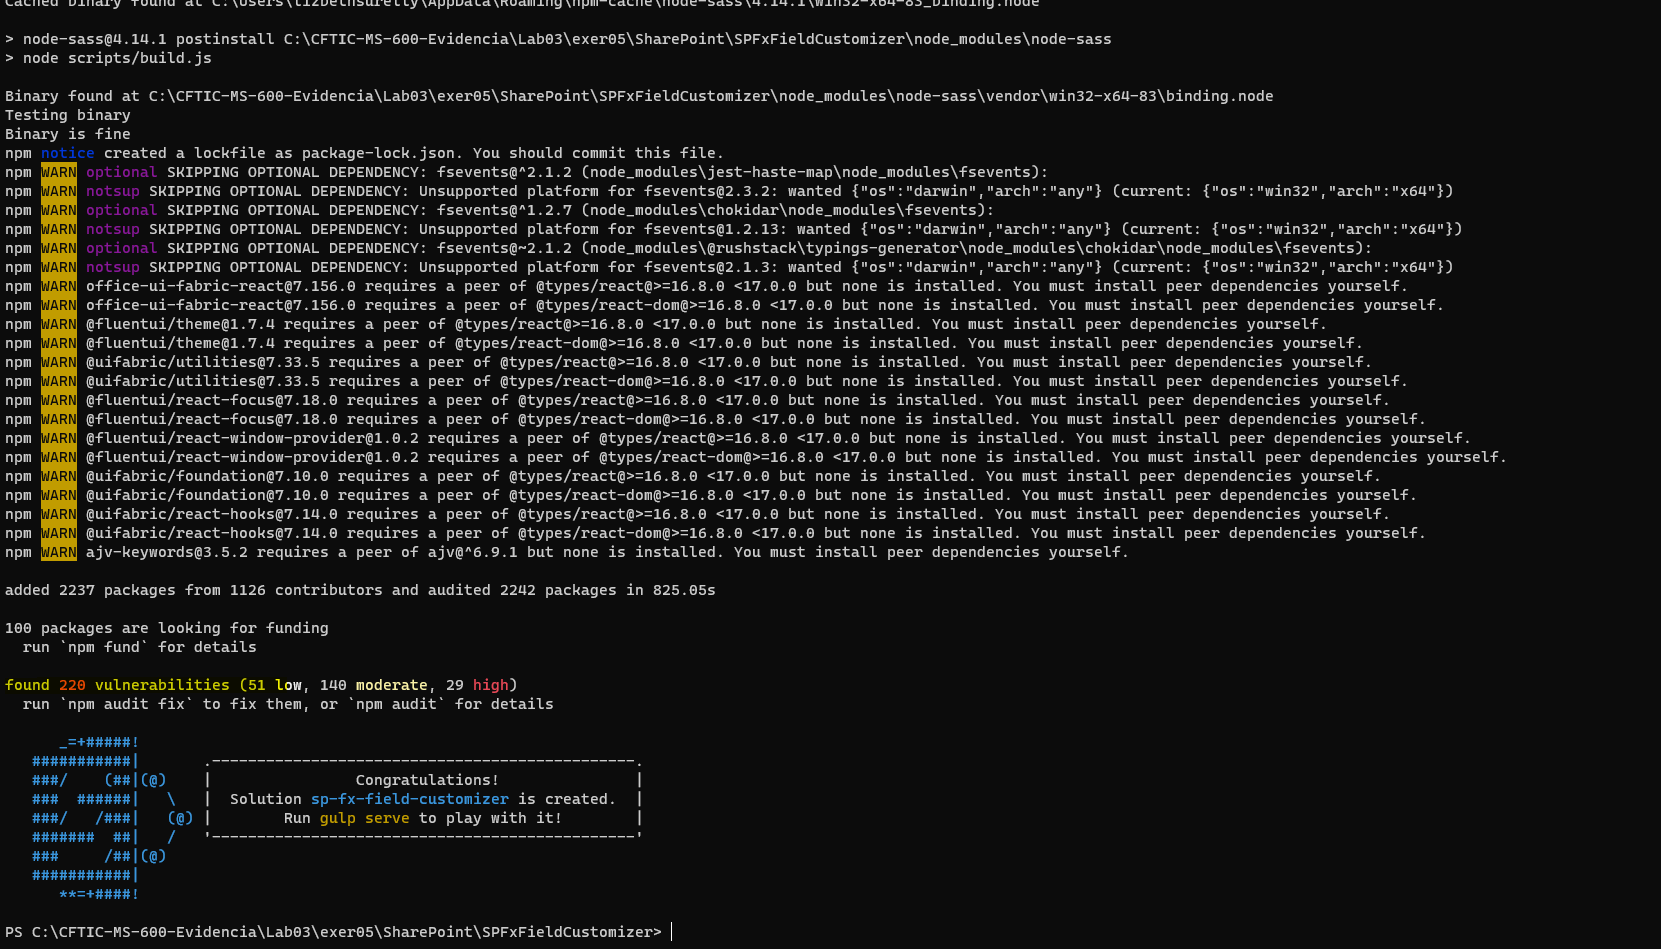 Cached binary found at C:\Users\lizbethsuretly\AppData\Roaming\npm-cache\node-sass\4.14.1\win32-x64-83_binding.node

> node-sass@4.14.1 postinstall C:\CFTIC-MS-600-Evidencia\Lab03\exer05\SharePoint\SPFxFieldCustomizer\node_modules\node-sass
> node scripts/build.js

Binary found at C:\CFTIC-MS-600-Evidencia\Lab03\exer05\SharePoint\SPFxFieldCustomizer\node_modules\node-sass\vendor\win32-x64-83\binding.node
Testing binary
Binary is fine
npm notice created a lockfile as package-lock.json. You should commit this file.
npm WARN optional SKIPPING OPTIONAL DEPENDENCY: fsevents@^2.1.2 (node_modules\jest-haste-map\node_modules\fsevents):
npm WARN notsup SKIPPING OPTIONAL DEPENDENCY: Unsupported platform for fsevents@2.3.2: wanted {"os":"darwin","arch":"any"} (current: {"os":"win32","arch":"x64"})
npm WARN optional SKIPPING OPTIONAL DEPENDENCY: fsevents@^1.2.7 (node_modules\chokidar\node_modules\fsevents):
npm WARN notsup SKIPPING OPTIONAL DEPENDENCY: Unsupported platform for fsevents@1.2.13: wanted {"os":"darwin","arch":"any"} (current: {"os":"win32","arch":"x64"})
npm WARN optional SKIPPING OPTIONAL DEPENDENCY: fsevents@~2.1.2 (node_modules\@rushstack\typings-generator\node_modules\chokidar\node_modules\fsevents):
npm WARN notsup SKIPPING OPTIONAL DEPENDENCY: Unsupported platform for fsevents@2.1.3: wanted {"os":"darwin","arch":"any"} (current: {"os":"win32","arch":"x64"})
npm WARN office-ui-fabric-react@7.156.0 requires a peer of @types/react@>=16.8.0 <17.0.0 but none is installed. You must install peer dependencies yourself.
npm WARN office-ui-fabric-react@7.156.0 requires a peer of @types/react-dom@>=16.8.0 <17.0.0 but none is installed. You must install peer dependencies yourself.
npm WARN @fluentui/theme@1.7.4 requires a peer of @types/react@>=16.8.0 <17.0.0 but none is installed. You must install peer dependencies yourself.
npm WARN @fluentui/theme@1.7.4 requires a peer of @types/react-dom@>=16.8.0 <17.0.0 but none is installed. You must install peer dependencies yourself.
npm WARN @uifabric/utilities@7.33.5 requires a peer of @types/react@>=16.8.0 <17.0.0 but none is installed. You must install peer dependencies yourself.
npm WARN @uifabric/utilities@7.33.5 requires a peer of @types/react-dom@>=16.8.0 <17.0.0 but none is installed. You must install peer dependencies yourself.
npm WARN @fluentui/react-focus@7.18.0 requires a peer of @types/react@>=16.8.0 <17.0.0 but none is installed. You must install peer dependencies yourself.
npm WARN @fluentui/react-focus@7.18.0 requires a peer of @types/react-dom@>=16.8.0 <17.0.0 but none is installed. You must install peer dependencies yourself.
npm WARN @fluentui/react-window-provider@1.0.2 requires a peer of @types/react@>=16.8.0 <17.0.0 but none is installed. You must install peer dependencies yourself.
npm WARN @fluentui/react-window-provider@1.0.2 requires a peer of @types/react-dom@>=16.8.0 <17.0.0 but none is installed. You must install peer dependencies yourself.
npm WARN @uifabric/foundation@7.10.0 requires a peer of @types/react@>=16.8.0 <17.0.0 but none is installed. You must install peer dependencies yourself.
npm WARN @uifabric/foundation@7.10.0 requires a peer of @types/react-dom@>=16.8.0 <17.0.0 but none is installed. You must install peer dependencies yourself.
npm WARN @uifabric/react-hooks@7.14.0 requires a peer of @types/react@>=16.8.0 <17.0.0 but none is installed. You must install peer dependencies yourself.
npm WARN @uifabric/react-hooks@7.14.0 requires a peer of @types/react-dom@>=16.8.0 <17.0.0 but none is installed. You must install peer dependencies yourself.
npm WARN ajv-keywords@3.5.2 requires a peer of ajv@^6.9.1 but none is installed. You must install peer dependencies yourself.

added 2237 packages from 1126 contributors and audited 2242 packages in 825.05s

100 packages are looking for funding
  run `npm fund` for details

found 220 vulnerabilities (51 low, 140 moderate, 29 high)
  run `npm audit fix` to fix them, or `npm audit` for details

      _=+#####!
   ###########|       .-----------------------------------------------.
   ###/    (##|(@)    |                Congratulations!               |
   ###  ######|   \   |  Solution sp-fx-field-customizer is created.  |
   ###/   /###|   (@) |        Run gulp serve to play with it!        |
   #######  ##|   /   '-----------------------------------------------'
   ###     /##|(@)
   ###########|
      **=+####!

PS C:\CFTIC-MS-600-Evidencia\Lab03\exer05\SharePoint\SPFxFieldCustomizer>